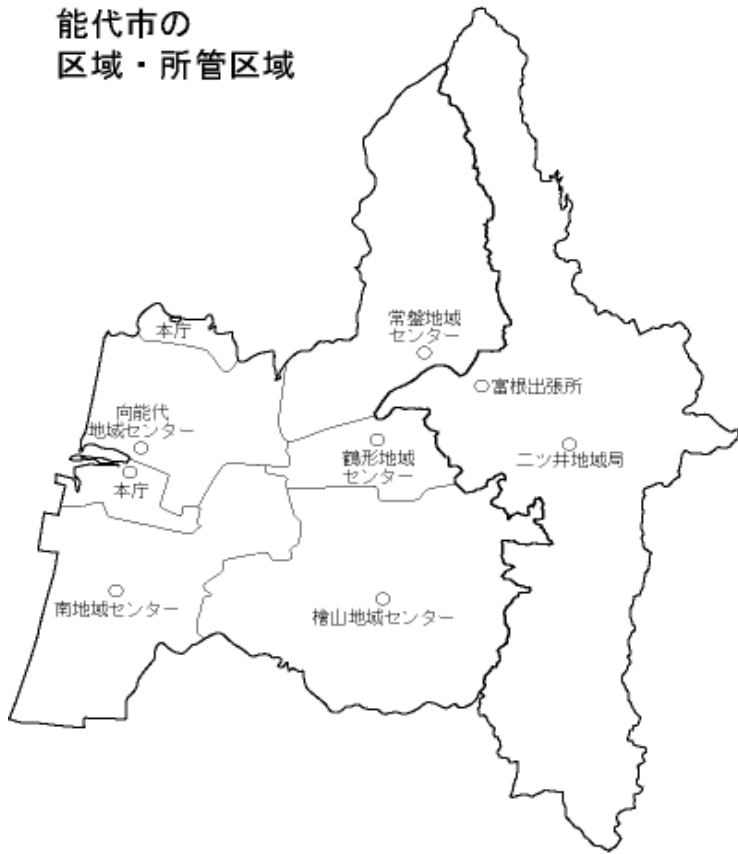 能代市の
区域・所管区域
本庁
常盤地域
センター
富根出張所
向能代
地域センター
鶴形地域
センター
二ツ井地域局
本庁
南地域センター
檜山地域センター